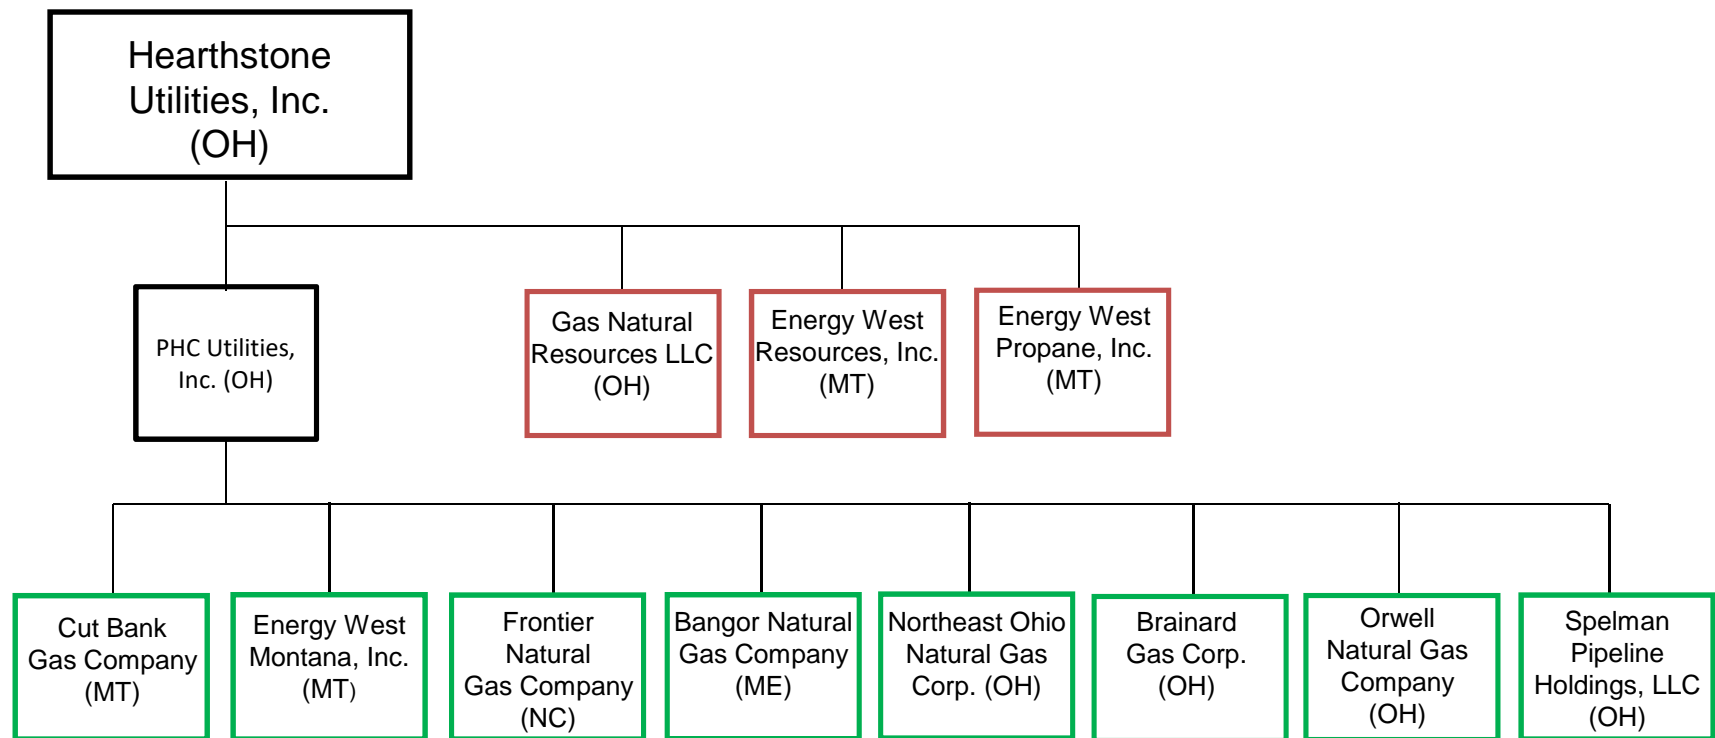 Hearthstone
Utilities, Inc.
(OH)
PHC Utilities,
Inc. (OH)
Gas Natural
Resources LLC
(OH)
Energy West
Resources, Inc.
(MT)
Energy West
Propane, Inc.
(MT)
Cut Bank
Gas Company
(MT)
Energy West
Montana, Inc.
(MT)
Frontier
Natural
Gas Company
(NC)
Bangor Natural
Gas Company
(ME)
Northeast Ohio
Natural Gas
Corp. (OH)
Brainard
Gas Corp.
(OH)
Orwell
Natural Gas
Company
(OH)
Spelman
Pipeline
Holdings, LLC
(OH)